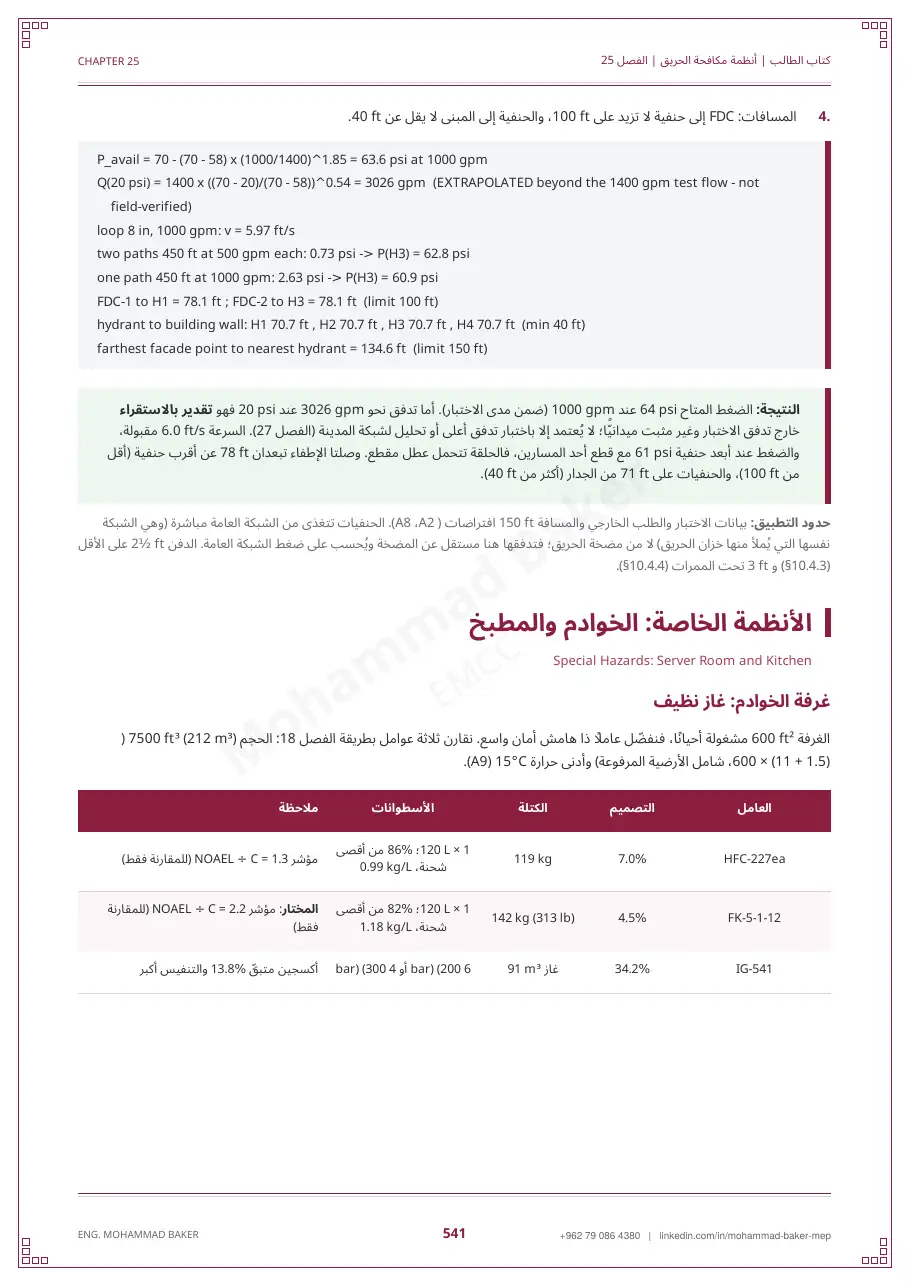 CHAPTER 25
كتاب الطالب | أنظمة مكافحة الحريق | الفصل 25
4. المسافات: FDC إلى حنفية لا تزيد على 100 ft، والحنفية إلى المبنى لا يقل عن 40 ft.
P_avail = 70 - (70 - 58) x (1000/1400)^1.85 = 63.6 psi at 1000 gpm
Q(20 psi) = 1400 x ((70 - 20)/(70 - 58))^0.54 = 3026 gpm (EXTRAPOLATED beyond the 1400 gpm test flow - not
field-verified)
loop 8 in, 1000 gpm: v = 5.97 ft/s
two paths 450 ft at 500 gpm each: 0.73 psi -> P(H3) = 62.8 psi
one path 450 ft at 1000 gpm: 2.63 psi -> P(H3) = 60.9 psi
FDC-1 to H1 = 78.1 ft ; FDC-2 to H3 = 78.1 ft (limit 100 ft)
hydrant to building wall: H1 70.7 ft , H2 70.7 ft , H3 70.7 ft , H4 70.7 ft (min 40 ft)
farthest facade point to nearest hydrant = 134.6 ft (limit 150 ft)
النتيجة: الضغط المتاح 64 psi عند 1000 gpm (ضمن مدى الاختبار). أما تدفق نحو 3026 gpm عند 20 psi فهو تقدير بالاستقراء
خارج تدفق الاختبار وغير مثبت ميدانيًّا؛ لا يُعتمد إلا باختبار تدفق أعلى أو تحليل لشبكة المدينة (الفصل 27). السرعة 6.0 ft/s مقبولة،
والضغط عند أبعد حنفية 61 psi مع قطع أحد المسارين، فالحلقة تتحمل عطل مقطع. وصلتا الإطفاء تبعدان 78 ft عن أقرب حنفية (أقل
من 100 ft)، والحنفيات على 71 ft من الجدار (أكثر من 40 ft).
حدود التطبيق: بيانات الاختبار والطلب الخارجي والمسافة 150 ft افتراضات (A8 ،A2). الحنفيات تتغذى من الشبكة العامة مباشرة (وهي الشبكة
نفسها التي يُملأ منها خزان الحريق) لا من مضخة الحريق؛ فتدفقها هنا مستقل عن المضخة ويُحسب على ضغط الشبكة العامة. الدفن 2½ ft على الأقل
(§10.4.3) و 3 ft تحت الممرات (§10.4.4).
الأنظمة الخاصة: الخوادم والمطبخ
Special Hazards: Server Room and Kitchen
غرفة الخوادم: غاز نظيف
الغرفة 600 ft² مشغولة أحيانًا، فنفضّل عاملًا ذا هامش أمان واسع. نقارن ثلاثة عوامل بطريقة الفصل 18: الحجم 7500 ft³ (212 m³) (
600 × (11 + 1.5)، شامل الأرضية المرفوعة) وأدنى حرارة 15°C (A9).
العامل التصميم الكتلة الأسطوانات ملاحظة
HFC-227ea 7.0% 119 kg 1 × 120 L؛ 86% من أقصى شحنة، 0.99 kg/L مؤشر NOAEL ÷ C = 1.3 (للمقارنة فقط)
FK-5-1-12 4.5% 142 kg (313 lb) 1 × 120 L؛ 82% من أقصى شحنة، 1.18 kg/L المختار: مؤشر NOAEL ÷ C = 2.2 (للمقارنة فقط)
IG-541 34.2% 91 m³ غاز 6 (200 bar) أو 4 (300 bar) أكسجين متبقّ 13.8% والتنفيس أكبر
Mohammad Baker
EMCC
ENG. MOHAMMAD BAKER
541
+962 79 086 4380 | linkedin.com/in/mohammad-baker-mep